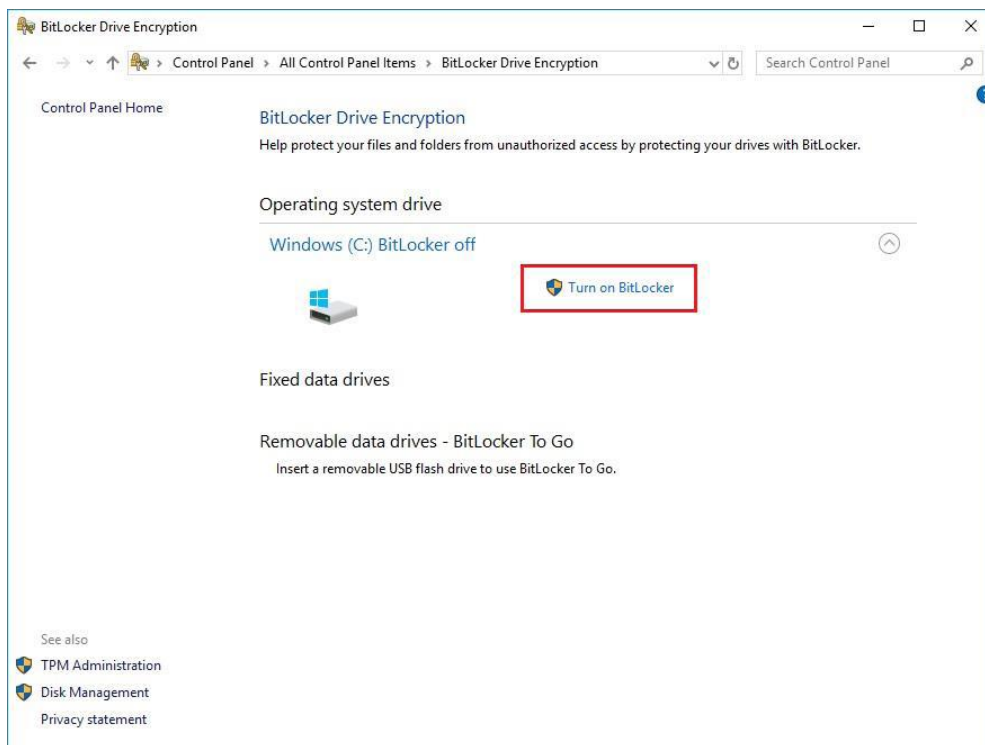 BitLocker Drive Encryption
Control Panel > All Control Panel Items > BitLocker Drive Encryption
Search Control Panel
Control Panel Home
BitLocker Drive Encryption
Help protect your files and folders from unauthorized access by protecting your drives with BitLocker.
Operating system drive
Windows (C:) BitLocker off
Turn on BitLocker
Fixed data drives
Removable data drives - BitLocker To Go
Insert a removable USB flash drive to use BitLocker To Go.
See also
TPM Administration
Disk Management
Privacy statement